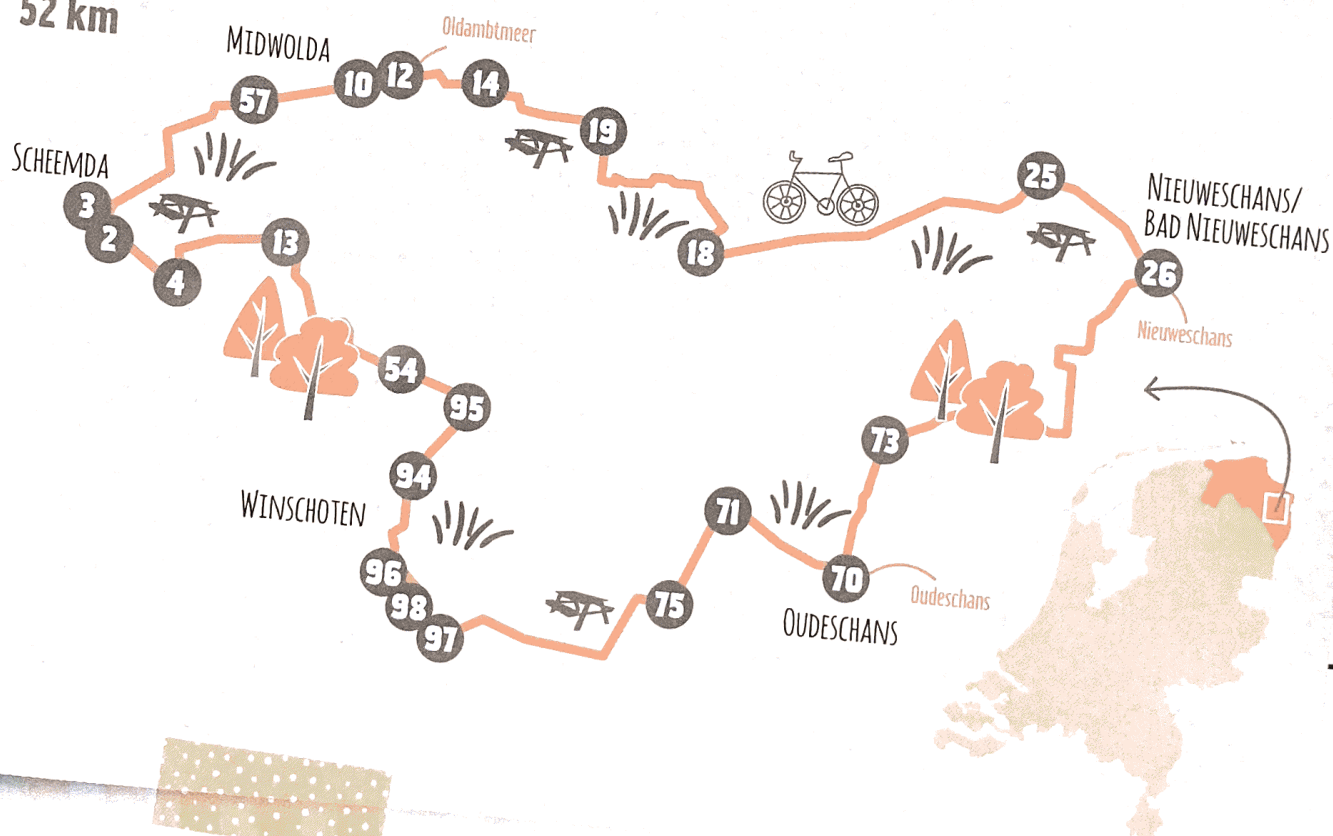 52 km
MIDWOLDA
Oldambtmeer
57
10
12
14
19
SCHEEMDA
3
2
4
13
18
25
NIEUWESCHANS/
BAD NIEUWESCHANS
26
Nieuweschans
54
95
94
WINSCHOTEN
96
98
97
75
71
73
70
Oudeschans
OUDESCHANS